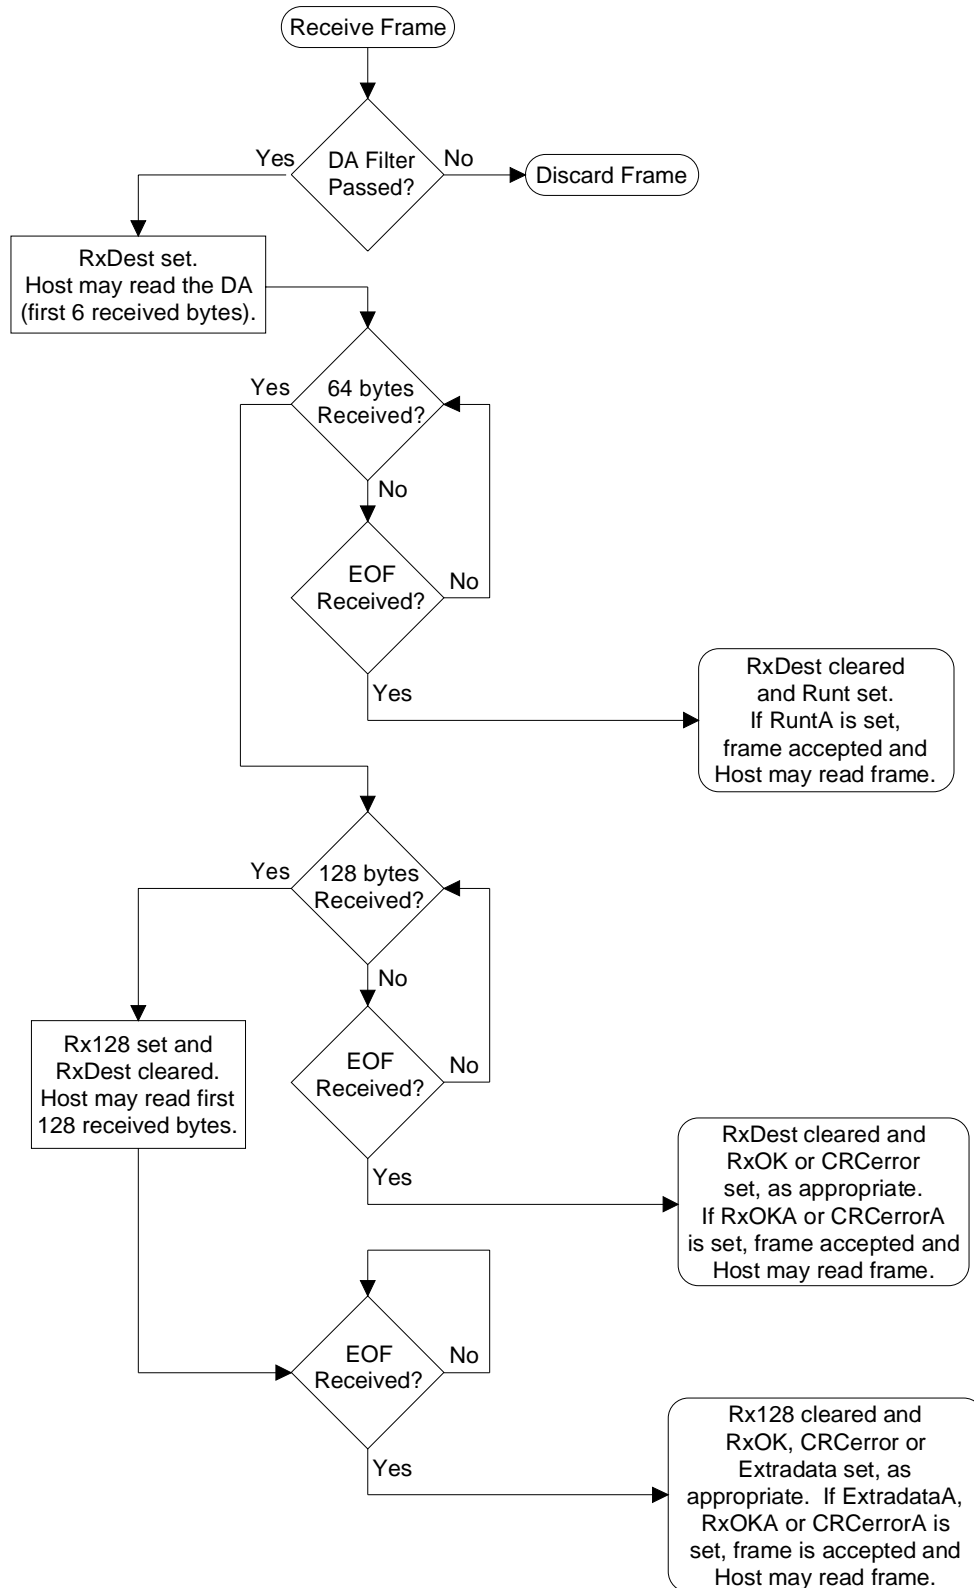 Receive Frame
DA Filter
Passed?
Yes
No
Discard Frame
RxDest set.
Host may read the DA
(first 6 received bytes).
Yes
64 bytes
Received?
No
EOF
Received?
No
Yes
RxDest cleared
and Runt set.
If RuntA is set,
frame accepted and
Host may read frame.
Yes
128 bytes
Received?
No
Rx128 set and
RxDest cleared.
Host may read first
128 received bytes.
EOF
Received?
No
Yes
RxDest cleared and
RxOK or CRCerror
set, as appropriate.
If RxOKA or CRCerrorA
is set, frame accepted and
Host may read frame.
EOF
Received?
No
Yes
Rx128 cleared and
RxOK, CRCerror or
Extradata set, as
appropriate.  If ExtradataA,
RxOKA or CRCerrorA is
set, frame is accepted and
Host may read frame.